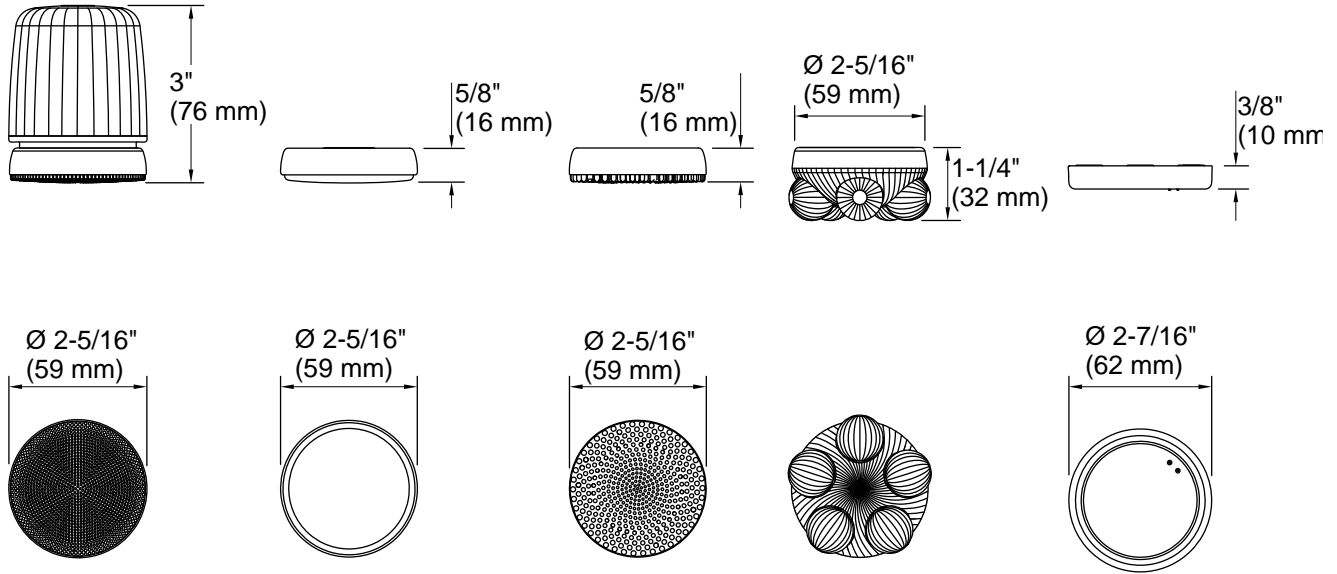 3"
(76 mm)
5/8"
(16 mm)
5/8"
(16 mm)
Ø 2-5/16"
(59 mm)
1-1/4"
(32 mm)
3/8"
(10 mm
Ø 2-5/16"
(59 mm)
Ø 2-5/16"
(59 mm)
Ø 2-5/16"
(59 mm)
Ø 2-7/16"
(62 mm)